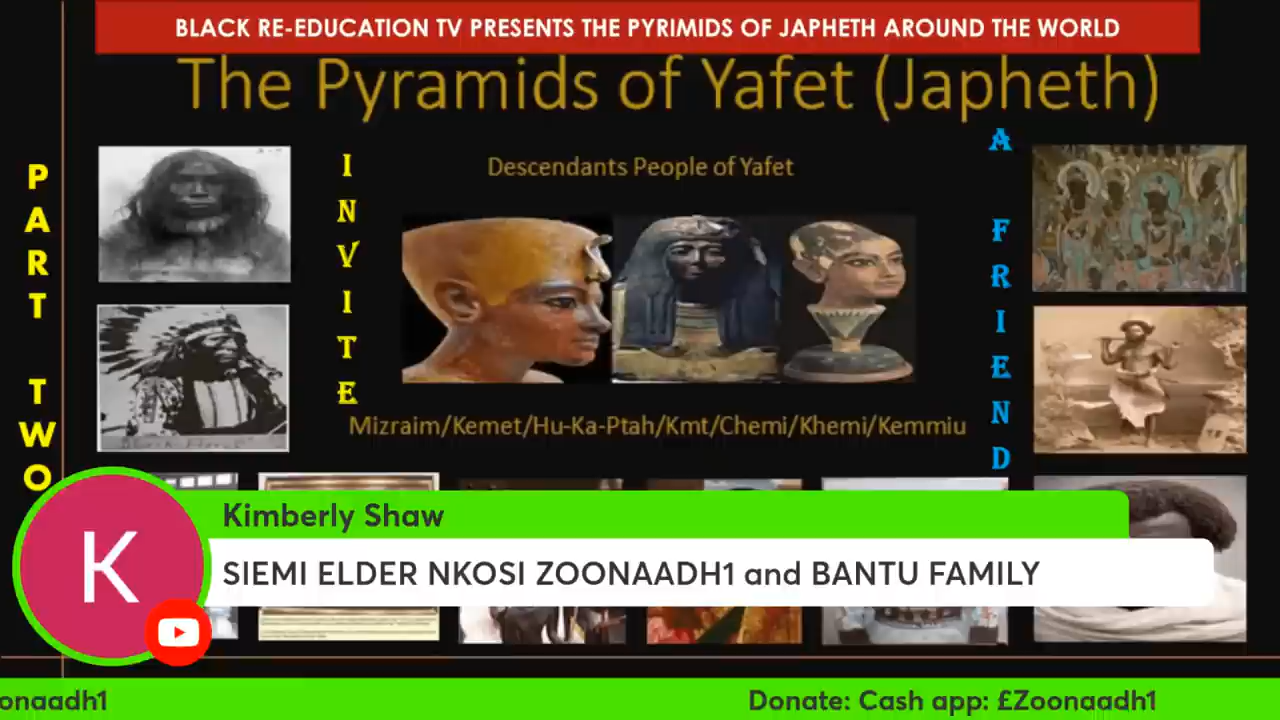 BLACK RE-EDUCATION TV PRESENTS THE PYRIMIDS OF JAPHETH AROUND THE WORLD
The Pyramids of Yafet (Japheth)
PART TWO
INVITE
A FRIEND
Descendants People of Yafet
Mizraim/Kemet/Hu-Ka-Ptah/Kmt/Chemi/Khemi/Kemmiu
Kimberly Shaw
K
SIEMI ELDER NKOSI ZOONAADH1 and BANTU FAMILY
onaadh1
Donate: Cash app: £Zoonaadh1